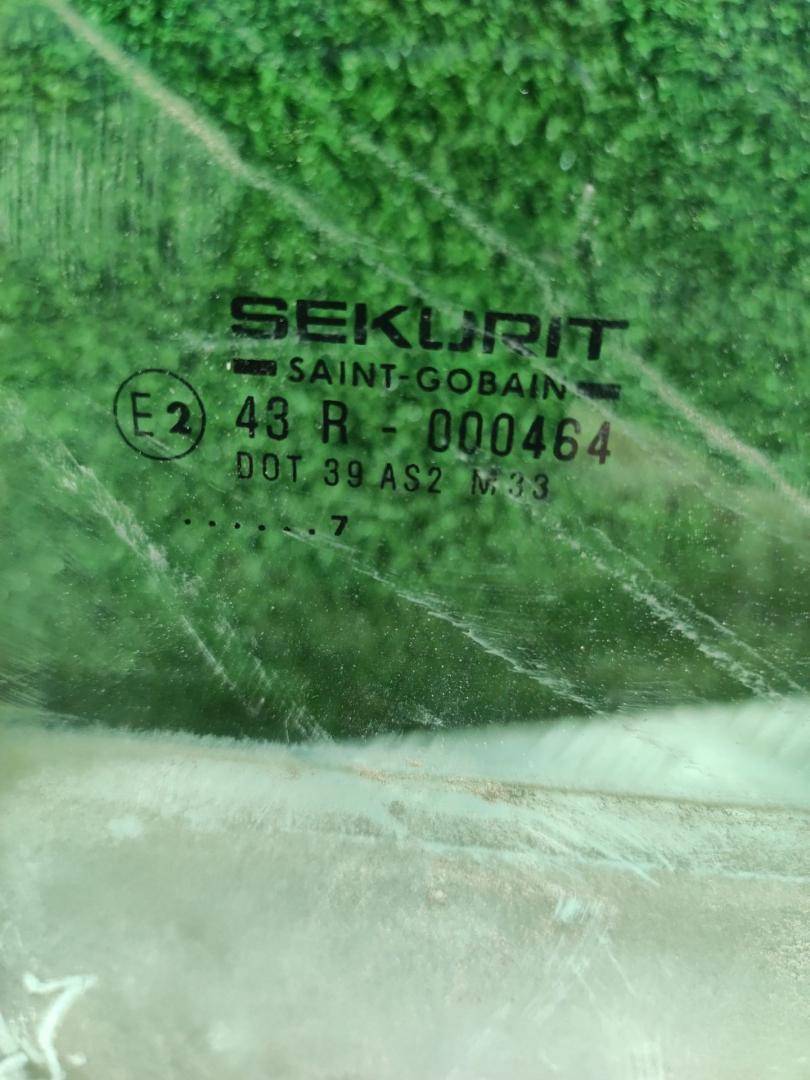 SEKURIT
SAINT-GOBAIN
E2 43 R - 000464
DOT 39 AS2 M33
......7